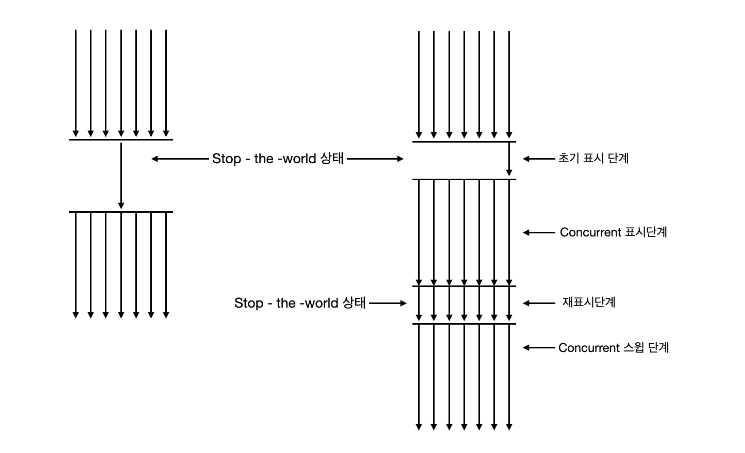 Stop - the -world 상태
초기 표시 단계
Concurrent 표시단계
Stop - the -world 상태
재표시단계
Concurrent 스윕 단계